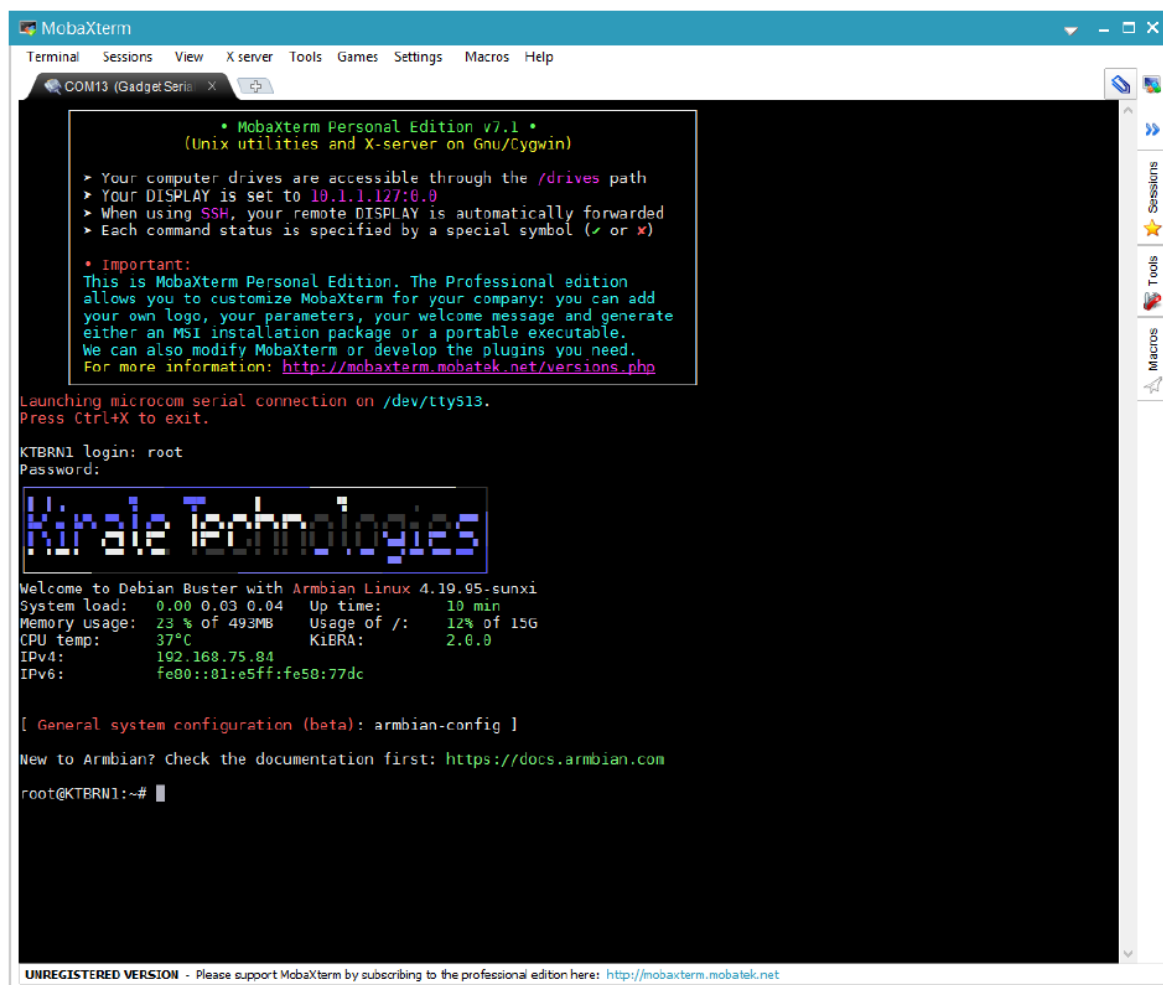 MobaXterm
Terminal Sessions View X server Tools Games Settings Macros Help
COM13 (GadgetSeria
• MobaXterm Personal Edition v7.1 •
(Unix utilities and X-server on Gnu/Cygwin)
➤ Your computer drives are accessible through the /drives path
➤ Your DISPLAY is set to 10.1.1.127:0.0
➤ When using SSH, your remote DISPLAY is automatically forwarded
➤ Each command status is specified by a special symbol (✓ or ✗)
• Important:
This is MobaXterm Personal Edition. The Professional edition
allows you to customize MobaXterm for your company: you can add
your own logo, your parameters, your welcome message and generate
either an MSI installation package or a portable executable.
We can also modify MobaXterm or develop the plugins you need.
For more information: http://mobaxterm.mobatek.net/versions.php
Launching microcom serial connection on /dev/ttyS13.
Press Ctrl+X to exit.
KTBRN1 login: root
Password:
Kirale Technologies
Welcome to Debian Buster with Armbian Linux 4.19.95-sunxi
System load: 0.00 0.03 0.04 Up time: 10 min
Memory usage: 23 % of 493MB Usage of /: 12% of 15G
CPU temp: 37°C KiBRA: 2.0.0
IPv4: 192.168.75.84
IPv6: fe80::81:e5ff:fe58:77dc
[ General system configuration (beta): armbian-config ]
New to Armbian? Check the documentation first: https://docs.armbian.com
root@KTBRN1:~#
Sessions
Tools
Macros
UNREGISTERED VERSION - Please support MobaXterm by subscribing to the professional edition here: http://mobaxterm.mobatek.net